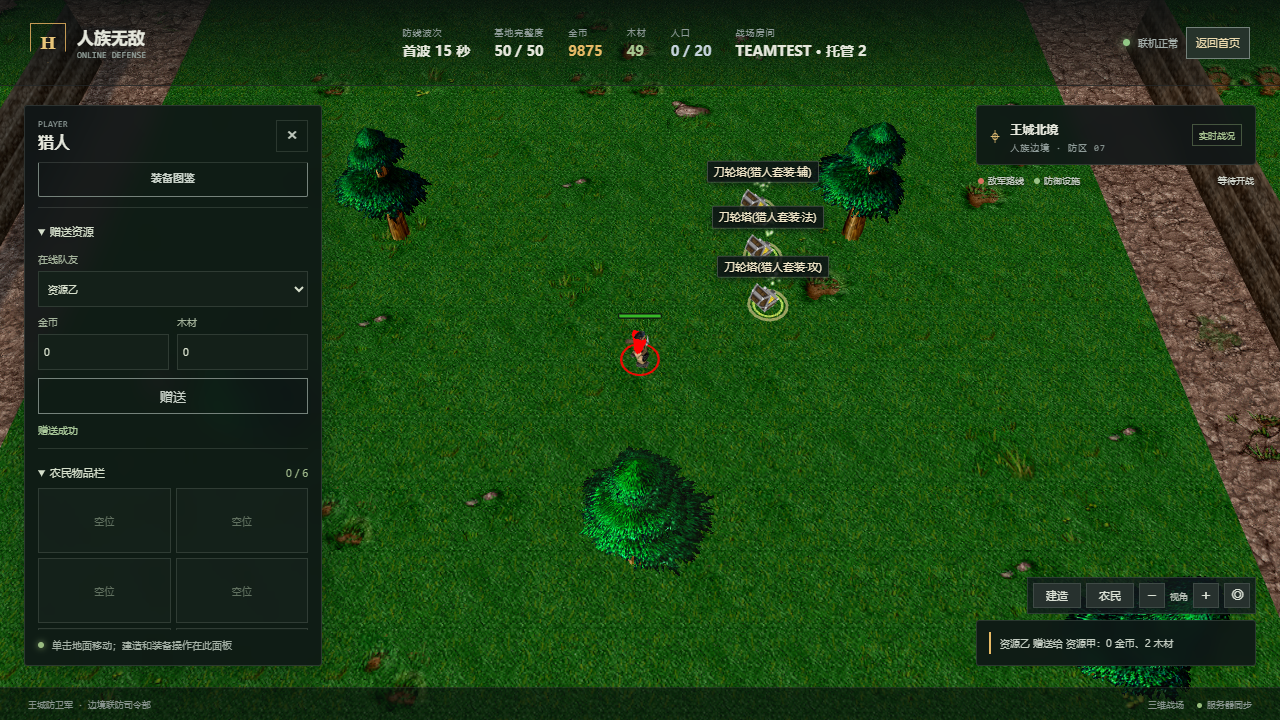 H
人族无敌
ONLINE DEFENSE
防线波次
首波 15 秒
基地完整度
50 / 50
金币
9875
木材
49
人口
0 / 20
战场房间
TEAMTEST • 托管 2
联机正常
返回首页
PLAYER
猎人
×
装备图鉴
▼ 赠送资源
在线队友
资源乙
金币
木材
0
0
赠送
赠送成功
▼ 农民物品栏
0 / 6
空位
空位
空位
空位
单击地面移动；建造和装备操作在此面板
刀轮塔(猎人套装·辅)
刀轮塔(猎人套装·法)
刀轮塔(猎人套装·攻)
王城北境
人族边境 · 防区 07
实时战况
敌军路线
防御设施
等待开战
建造
农民
−
视角
+
资源乙 赠送给 资源甲：0 金币、2 木材
王城防卫军 · 边境联防司令部
三维战场
服务器同步